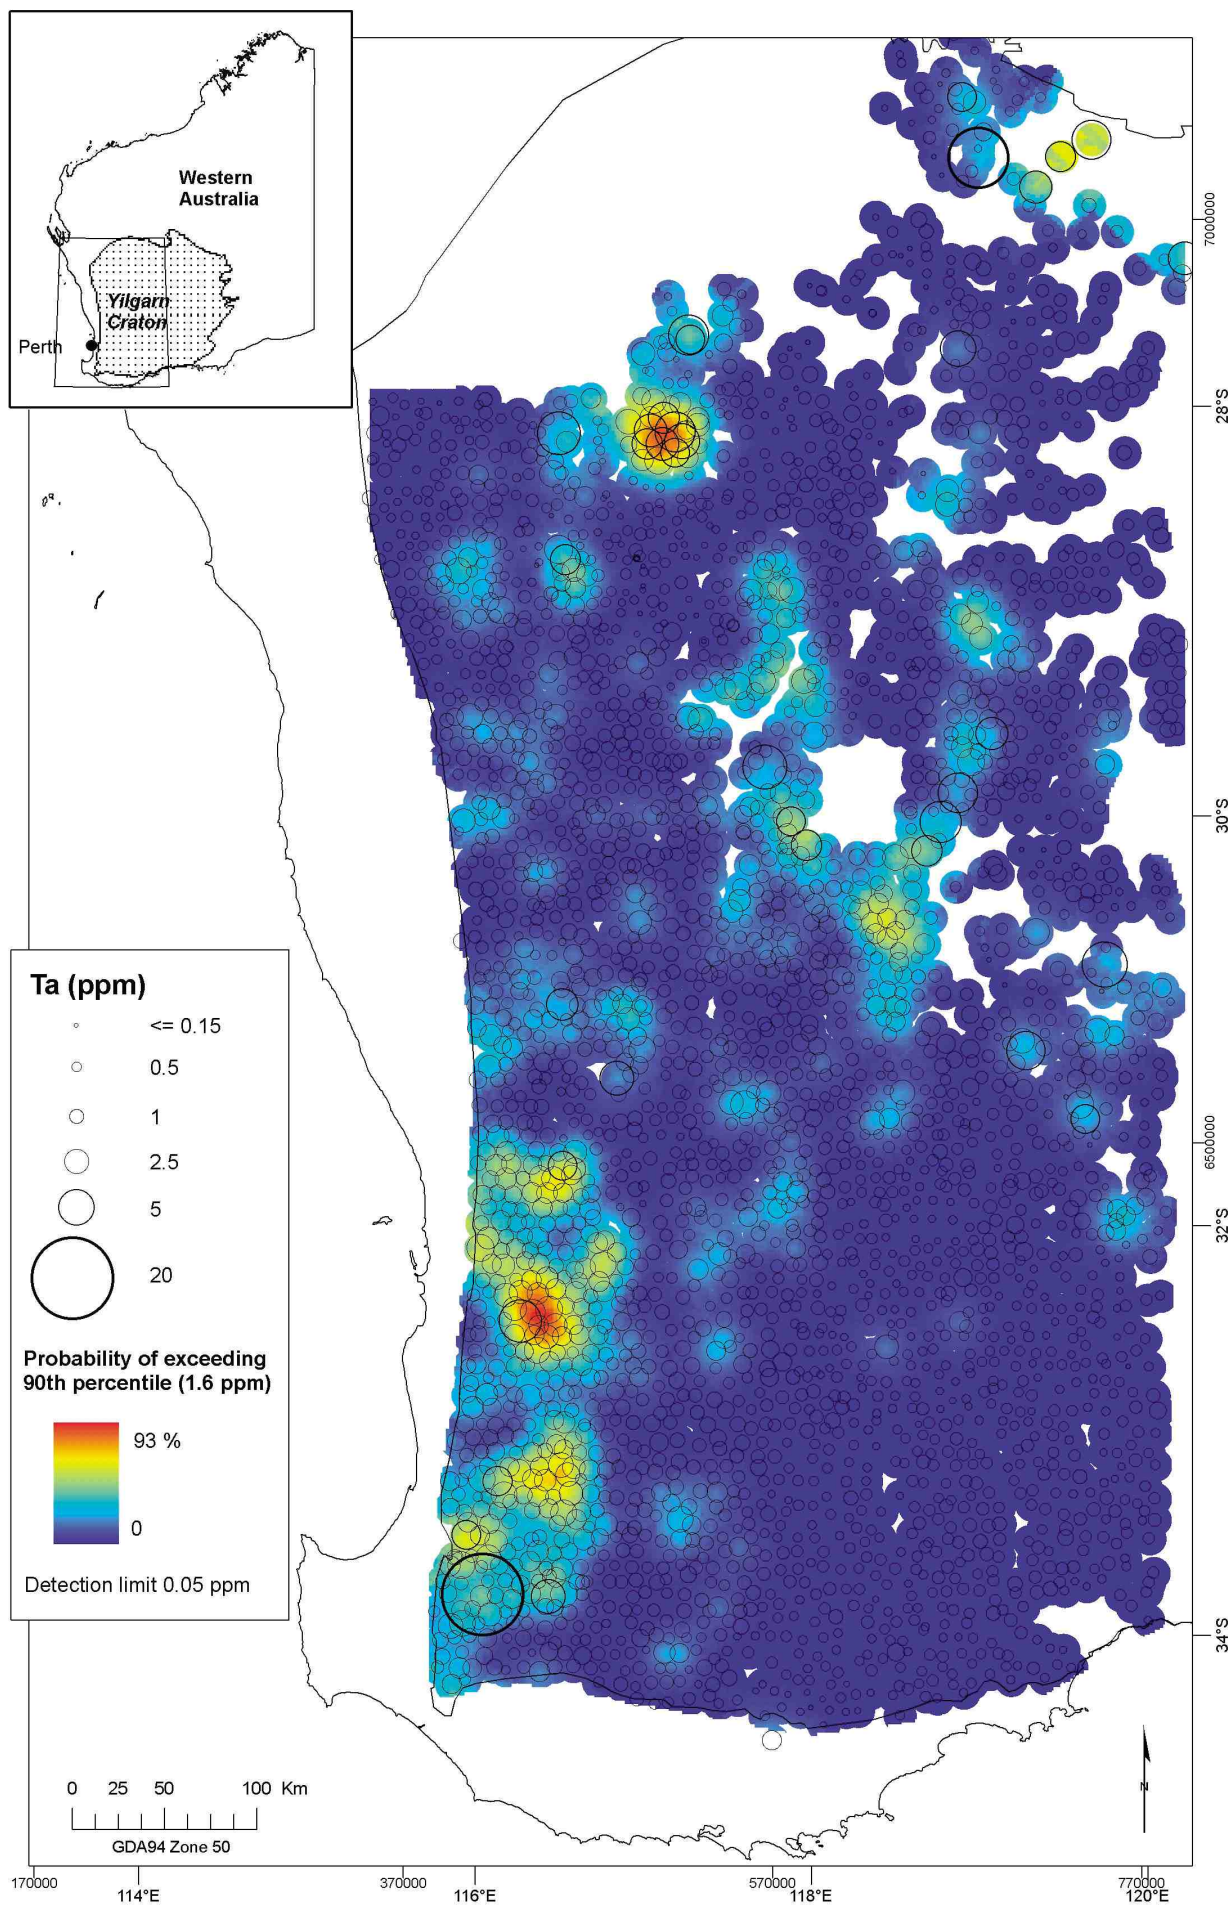 Western
Australia
Yilgarn
Craton
Perth
7000000
28°S
30°S
6500000
32°S
34°S
Ta (ppm)
<= 0.15
0.5
1
2.5
5
20
Probability of exceeding
90th percentile (1.6 ppm)
93 %
0
Detection limit 0.05 ppm
0 25 50 100 Km
GDA94 Zone 50
N
170000 370000 570000 770000
114°E 116°E 118°E 120°E